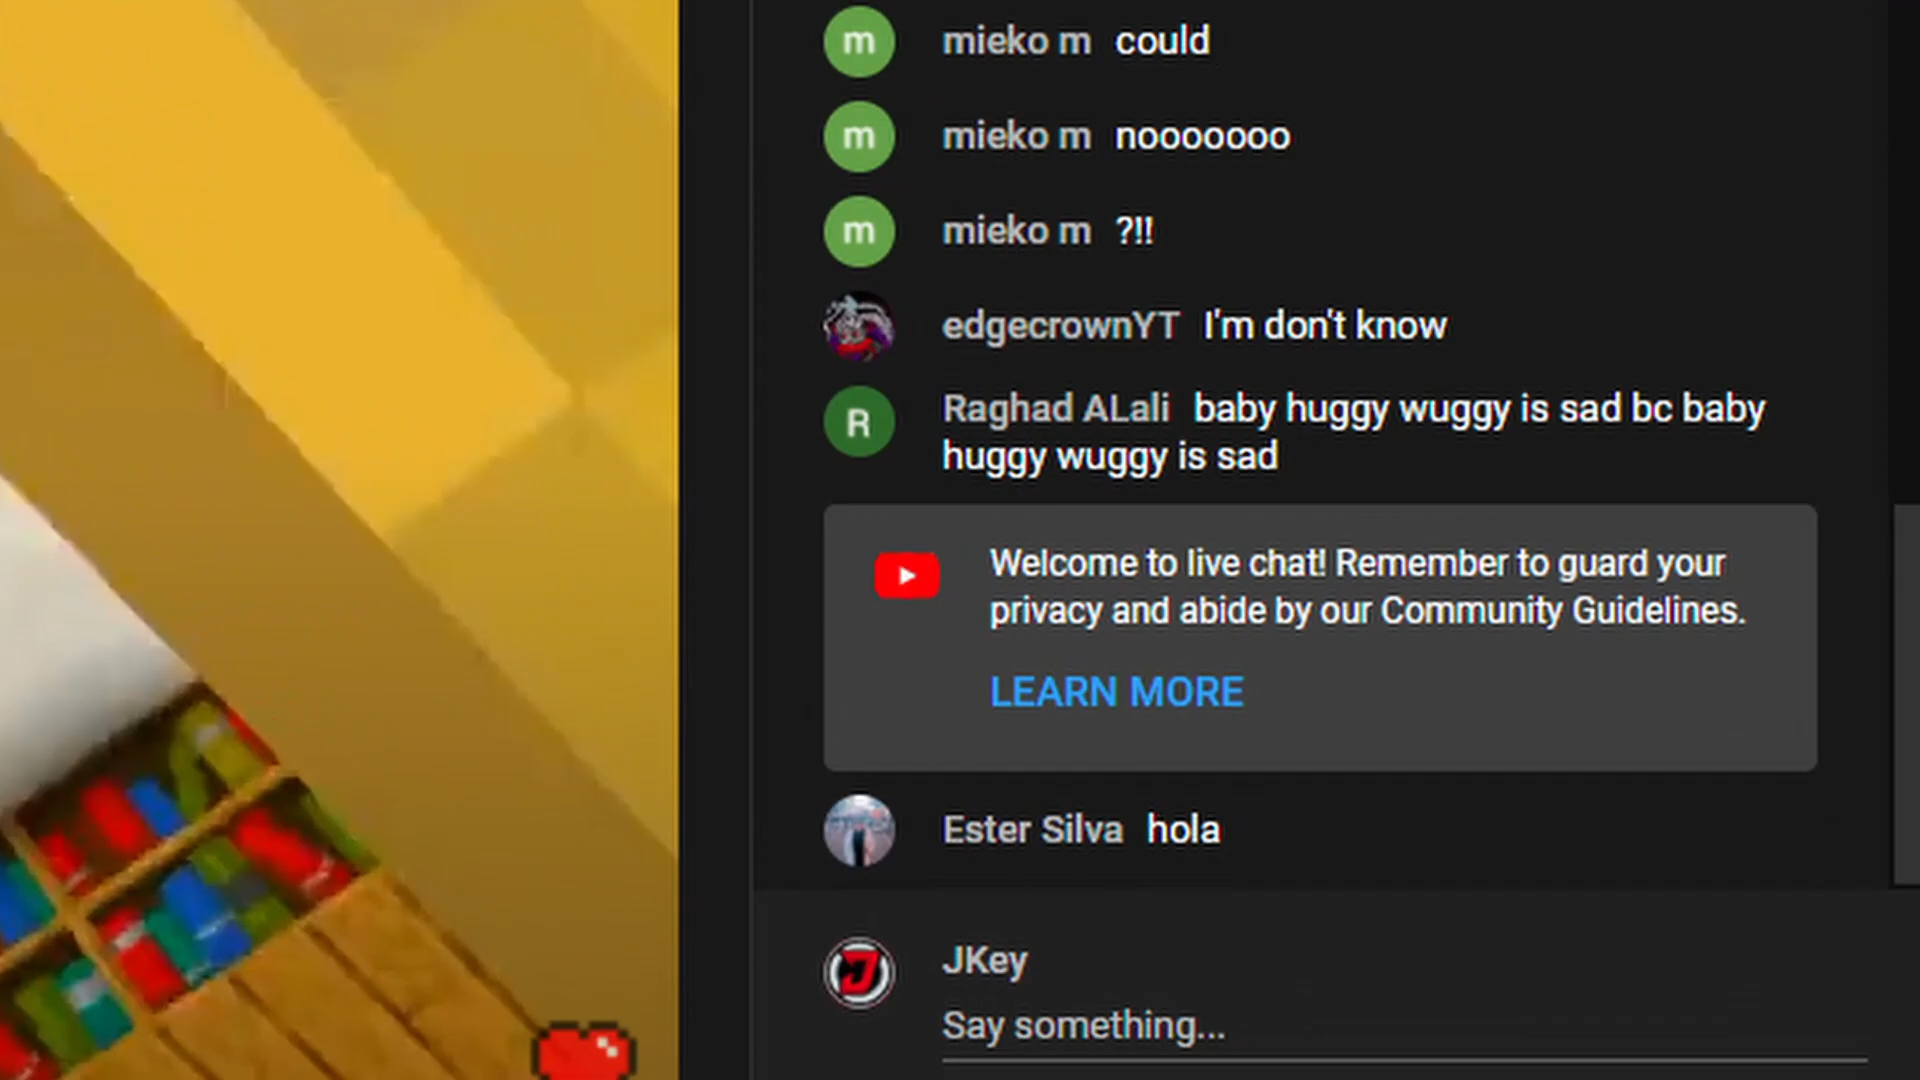 m mieko m could
m mieko m nooooooo
m mieko m ?!!
edgecrownYT I'm don't know
R Raghad ALali baby huggy wuggy is sad bc baby
huggy wuggy is sad
Welcome to live chat! Remember to guard your
privacy and abide by our Community Guidelines.
LEARN MORE
Ester Silva hola
J JKey
Say something...